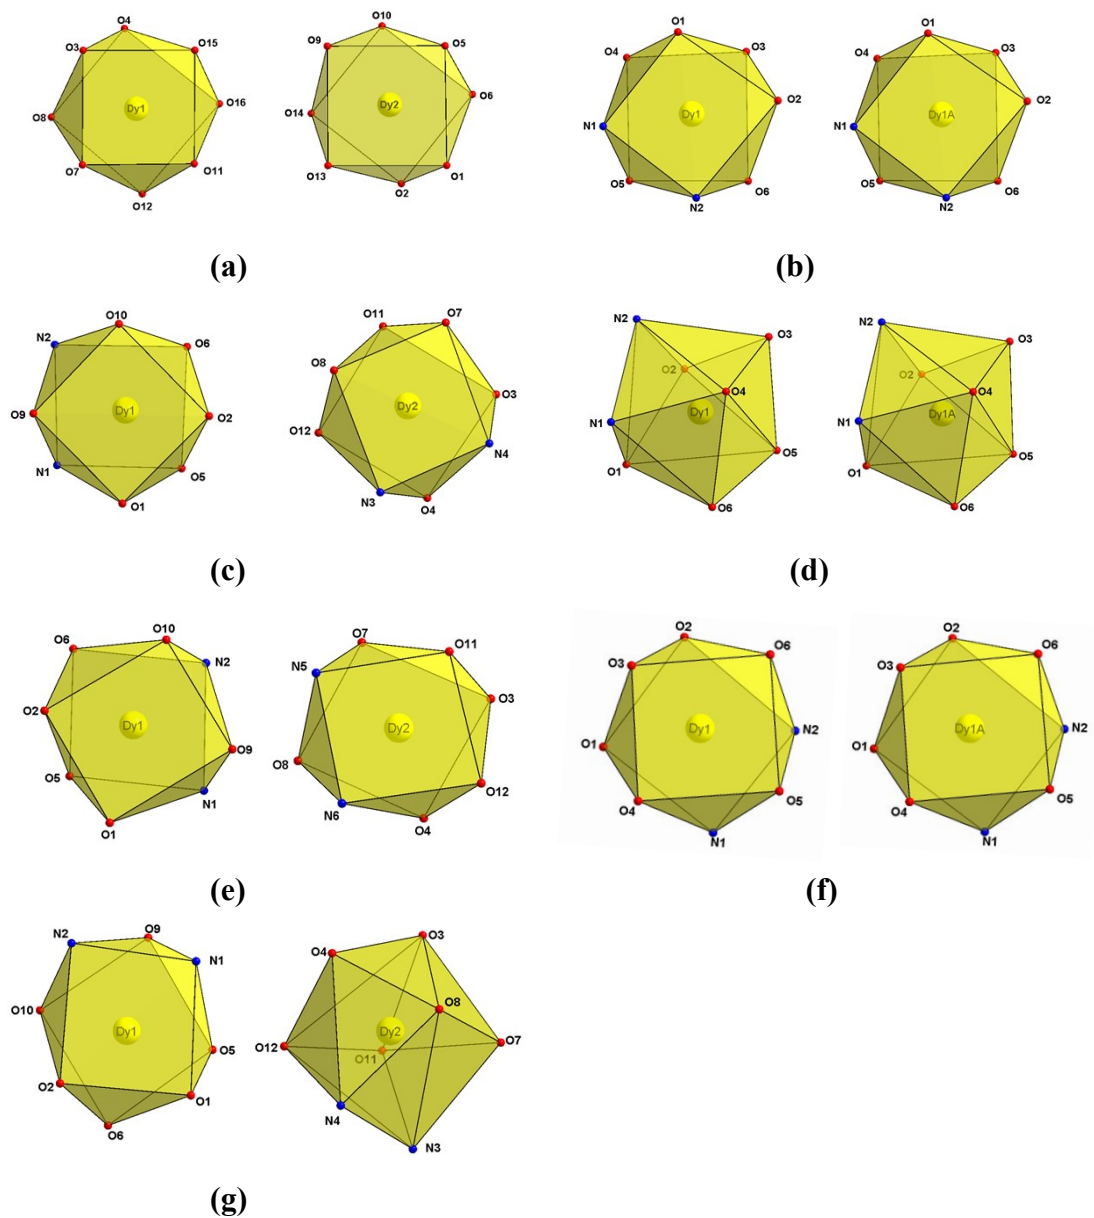 O4 O10 O1 O1
O3 O15 O9 O5 O4 O3 O4 O3
Dy1 O16 Dy2 O6 Dy1 O2 Dy1A O2
O8 O14 N1 N1
O7 O11 O13 O1 O5 O6 O5 O6
O12 O2 N2 N2
(a) (b)
O10 O11 O7 N2 N2
N2 O6 O3 O3
O8 O2 O2
O9 Dy1 O2 Dy2 O3 Dy1 O4 Dy1A O4
O12 N4 N1 N1
N1 O5 O1 O5 O1 O5
O1 N3 O4 O6 O6
(c) (d)
O6 O10 O7 O11 O2 O2
N2 N5 O3 O6 O3 O6
O2 Dy1 Dy2 O3 Dy1 N2 Dy1A N2
O9 O8 O1 O1
O5 N1 O12 O4 O5 O4 O5
O1 N6 O4 N1 N1
(e) (f)
N2 O9 N1 O4 O3
O10 Dy1 O8 Dy2
O5 O12 O11 O7
O2 O1 N4
O6 N3
(g)